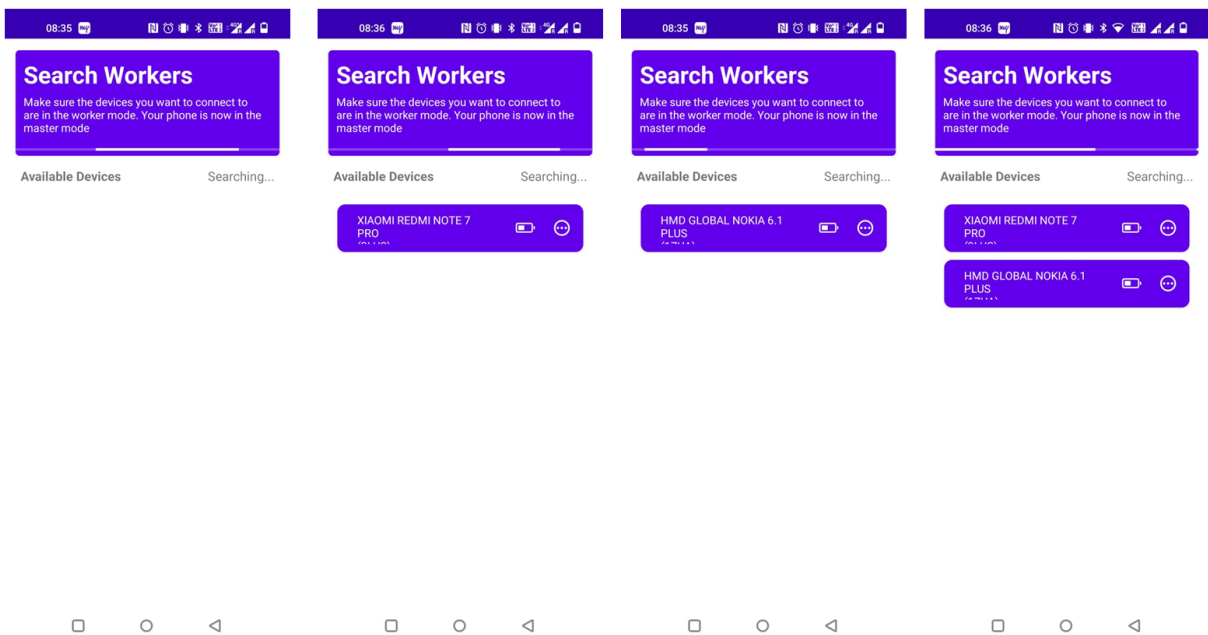 08:35
Search Workers
Make sure the devices you want to connect to
are in the worker mode. Your phone is now in the
master mode
Available Devices
Searching...
08:36
Search Workers
Make sure the devices you want to connect to
are in the worker mode. Your phone is now in the
master mode
Available Devices
Searching...
XIAOMI REDMI NOTE 7
PRO
08:35
Search Workers
Make sure the devices you want to connect to
are in the worker mode. Your phone is now in the
master mode
Available Devices
Searching...
HMD GLOBAL NOKIA 6.1
PLUS
08:36
Search Workers
Make sure the devices you want to connect to
are in the worker mode. Your phone is now in the
master mode
Available Devices
Searching...
XIAOMI REDMI NOTE 7
PRO
HMD GLOBAL NOKIA 6.1
PLUS